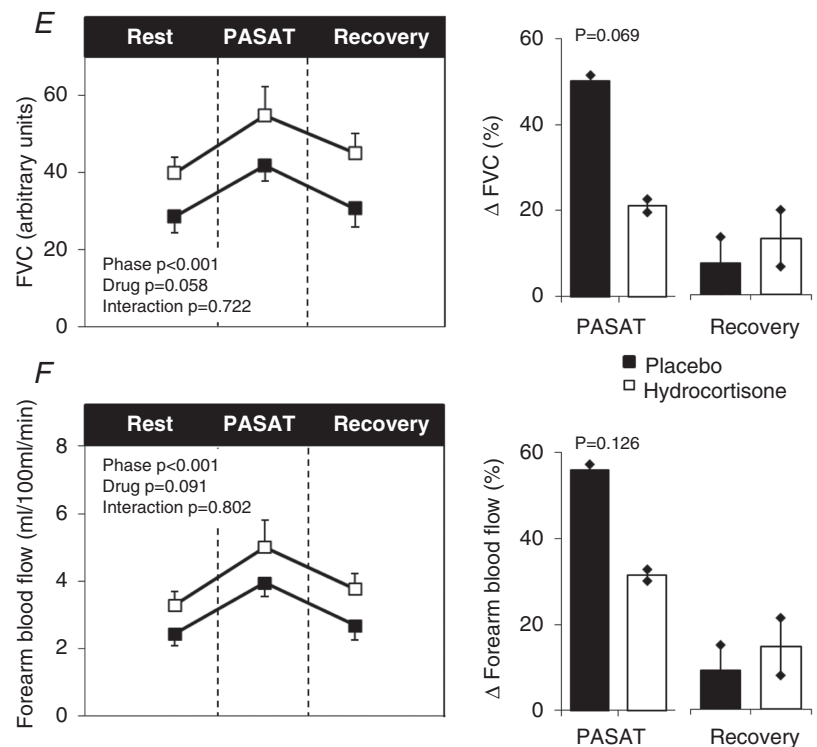 E
Rest PASAT Recovery
FVC (arbitrary units)
60
40
20
0
Phase p<0.001
Drug p=0.058
Interaction p=0.722
P=0.069
Δ FVC (%)
60
40
20
0
PASAT Recovery
Placebo
Hydrocortisone
F
Rest PASAT Recovery
Forearm blood flow (ml/100ml/min)
8
6
4
2
0
Phase p<0.001
Drug p=0.091
Interaction p=0.802
P=0.126
Δ Forearm blood flow (%)
60
40
20
0
PASAT Recovery